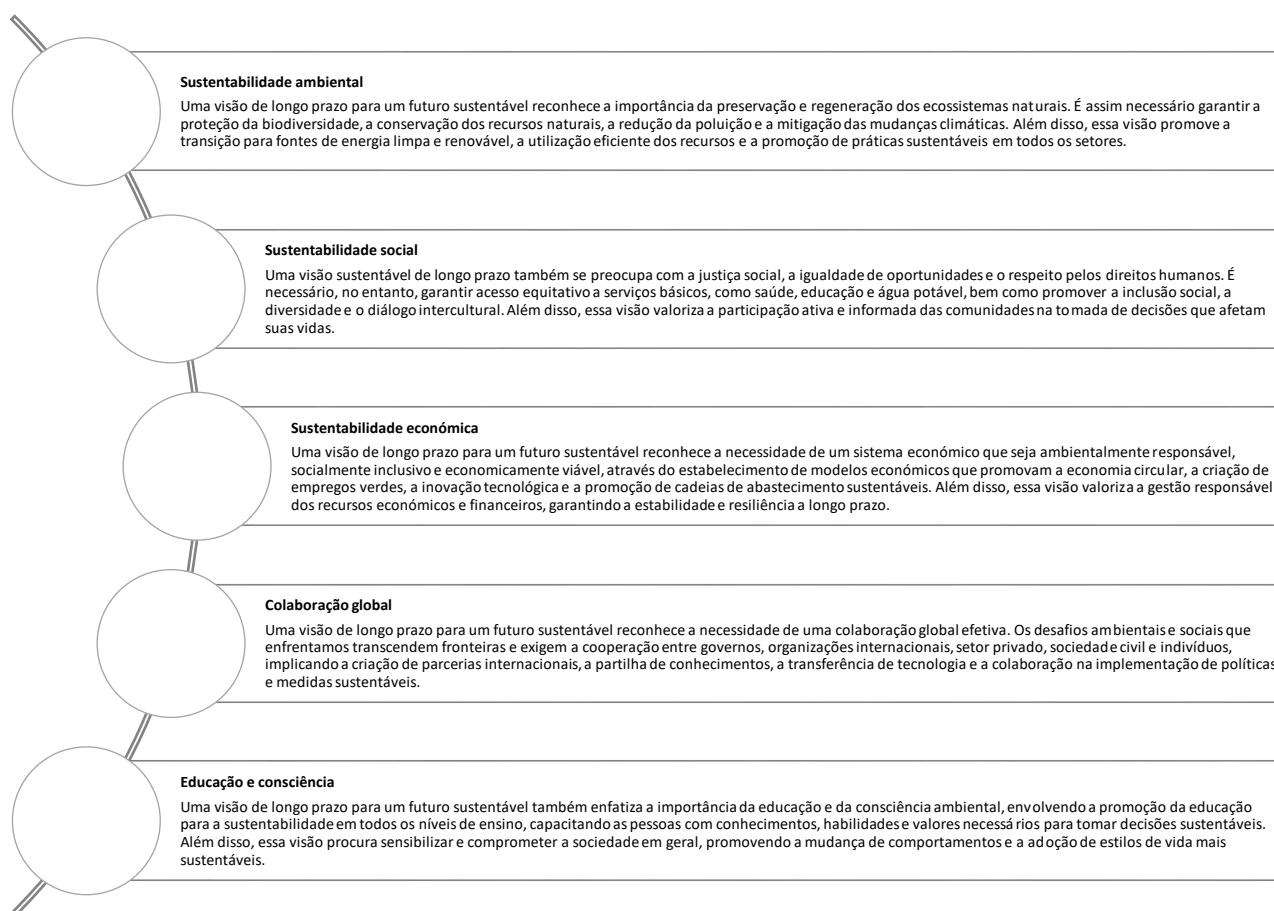 Sustentabilidade ambiental
Uma visão de longo prazo para um futuro sustentável reconhece a importância da preservação e regeneração dos ecossistemas naturais. É assim necessário garantir a
proteção da biodiversidade, a conservação dos recursos naturais, a redução da poluição e a mitigação das mudanças climáticas. Além disso, essa visão promove a
transição para fontes de energia limpa e renovável, a utilização eficiente dos recursos e a promoção de práticas sustentáveis em todos os setores.
Sustentabilidade social
Uma visão sustentável de longo prazo também se preocupa com a justiça social, a igualdade de oportunidades e o respeito pelos direitos humanos. É
necessário, no entanto, garantir acesso equitativo a serviços básicos, como saúde, educação e água potável, bem como promover a inclusão social, a
diversidade e o diálogo intercultural. Além disso, essa visão valoriza a participação ativa e informada das comunidades na tomada de decisões que afetam
suas vidas.
Sustentabilidade económica
Uma visão de longo prazo para um futuro sustentável reconhece a necessidade de um sistema económico que seja ambientalmente responsável,
socialmente inclusivo e economicamente viável, através do estabelecimento de modelos económicos que promovam a economia circular, a criação de
empregos verdes, a inovação tecnológica e a promoção de cadeias de abastecimento sustentáveis. Além disso, essa visão valoriza a gestão responsável
dos recursos económicos e financeiros, garantindo a estabilidade e resiliência a longo prazo.
Colaboração global
Uma visão de longo prazo para um futuro sustentável reconhece a necessidade de uma colaboração global efetiva. Os desafios ambientais e sociais que
enfrentamos transcendem fronteiras e exigem a cooperação entre governos, organizações internacionais, setor privado, sociedade civil e indivíduos,
implicando a criação de parcerias internacionais, a partilha de conhecimentos, a transferência de tecnologia e a colaboração na implementação de políticas
e medidas sustentáveis.
Educação e consciência
Uma visão de longo prazo para um futuro sustentável também enfatiza a importância da educação e da consciência ambiental, envolvendo a promoção da educação
para a sustentabilidade em todos os níveis de ensino, capacitando as pessoas com conhecimentos, habilidades e valores necessários para tomar decisões sustentáveis.
Além disso, essa visão procura sensibilizar e comprometer a sociedade em geral, promovendo a mudança de comportamentos e a adoção de estilos de vida mais
sustentáveis.